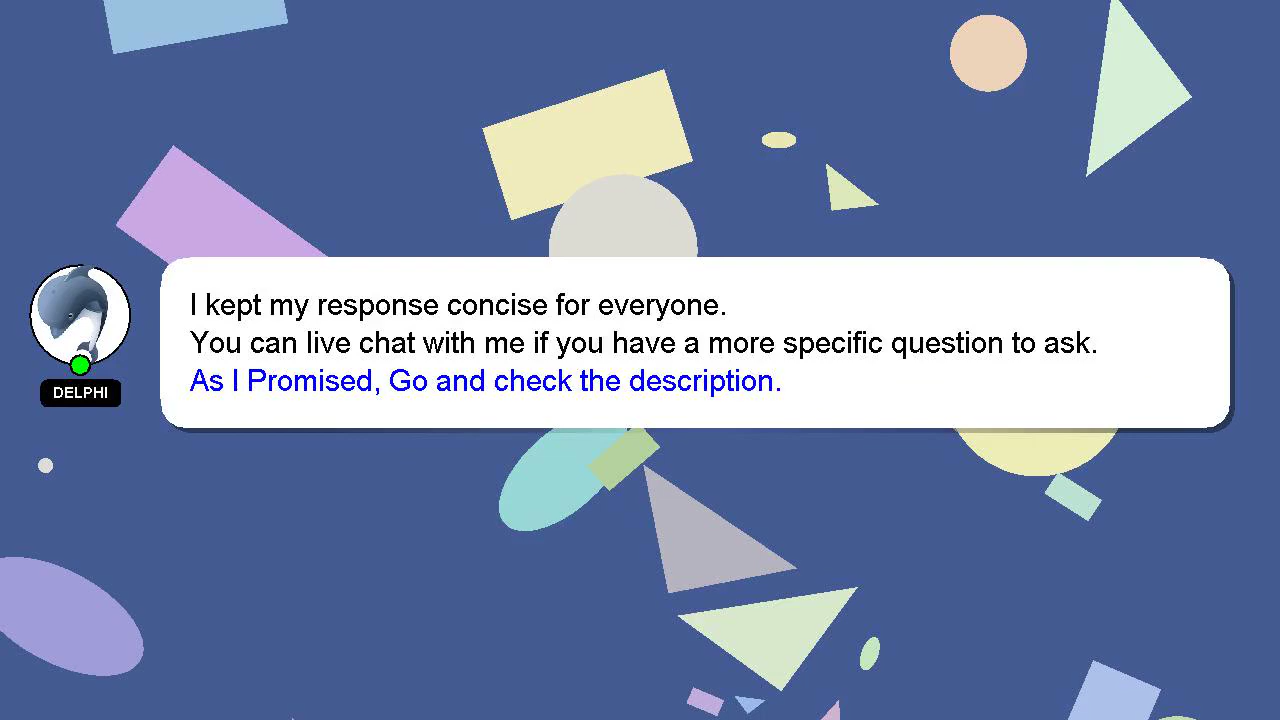 I kept my response concise for everyone.
You can live chat with me if you have a more specific question to ask.
As I Promised, Go and check the description.
DELPHI